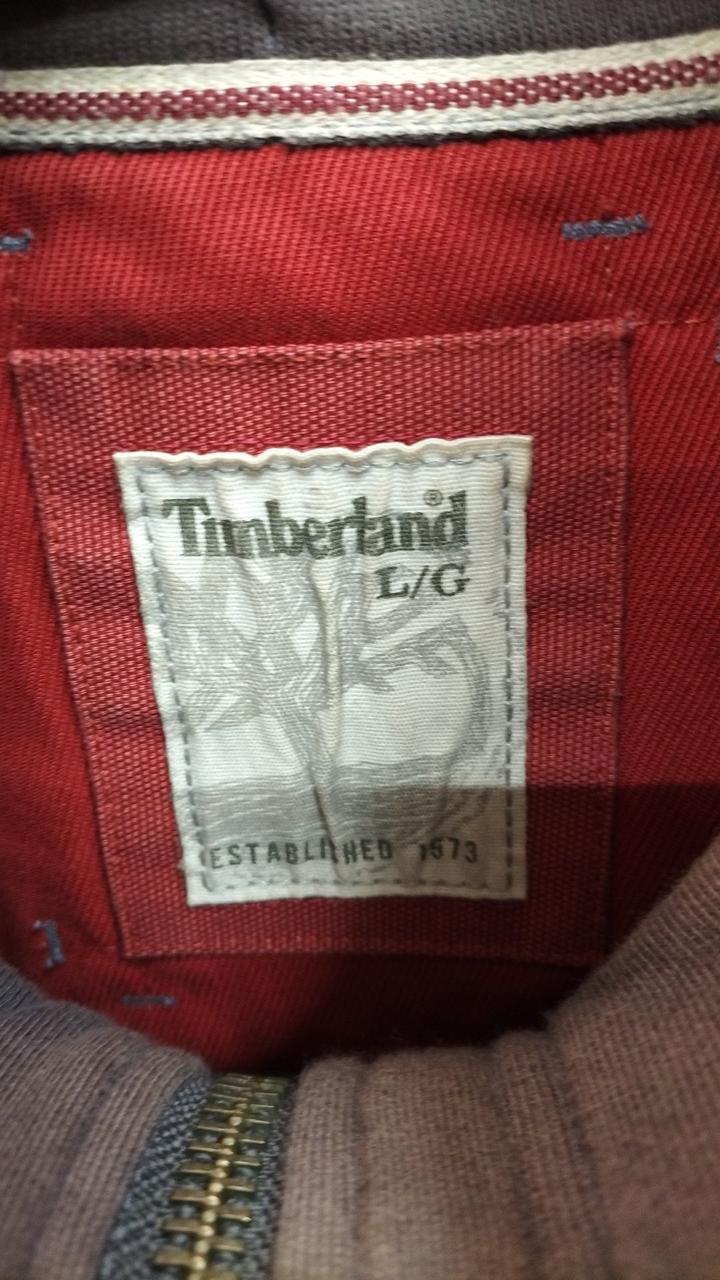 Timberland®
L/G
ESTABLISHED 1973